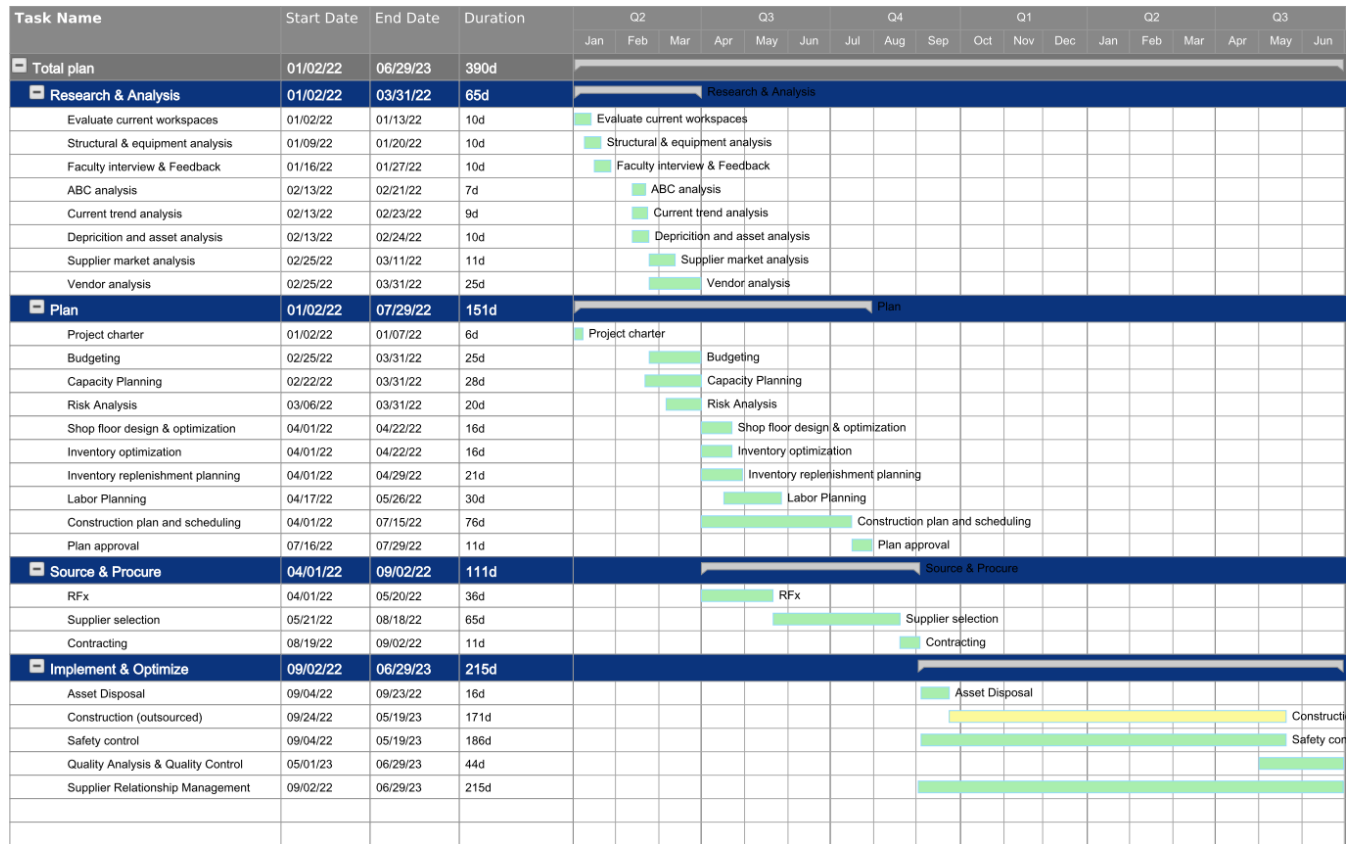 Task Name Start Date End Date Duration Q2 Q3 Q4 Q1 Q2 Q3
Jan Feb Mar Apr May Jun Jul Aug Sep Oct Nov Dec Jan Feb Mar Apr May Jun
Total plan 01/02/22 06/29/23 390d
Research & Analysis 01/02/22 03/31/22 65d Research & Analysis
Evaluate current workspaces 01/02/22 01/13/22 10d Evaluate current workspaces
Structural & equipment analysis 01/09/22 01/20/22 10d Structural & equipment analysis
Faculty interview & Feedback 01/16/22 01/27/22 10d Faculty interview & Feedback
ABC analysis 02/13/22 02/21/22 7d ABC analysis
Current trend analysis 02/13/22 02/23/22 9d Current trend analysis
Depricition and asset analysis 02/13/22 02/24/22 10d Depricition and asset analysis
Supplier market analysis 02/25/22 03/11/22 11d Supplier market analysis
Vendor analysis 02/25/22 03/31/22 25d Vendor analysis
Plan 01/02/22 07/29/22 151d Plan
Project charter 01/02/22 01/07/22 6d Project charter
Budgeting 02/25/22 03/31/22 25d Budgeting
Capacity Planning 02/22/22 03/31/22 28d Capacity Planning
Risk Analysis 03/06/22 03/31/22 20d Risk Analysis
Shop floor design & optimization 04/01/22 04/22/22 16d Shop floor design & optimization
Inventory optimization 04/01/22 04/22/22 16d Inventory optimization
Inventory replenishment planning 04/01/22 04/29/22 21d Inventory replenishment planning
Labor Planning 04/17/22 05/26/22 30d Labor Planning
Construction plan and scheduling 04/01/22 07/15/22 76d Construction plan and scheduling
Plan approval 07/16/22 07/29/22 11d Plan approval
Source & Procure 04/01/22 09/02/22 111d Source & Procure
RFx 04/01/22 05/20/22 36d RFx
Supplier selection 05/21/22 08/18/22 65d Supplier selection
Contracting 08/19/22 09/02/22 11d Contracting
Implement & Optimize 09/02/22 06/29/23 215d
Asset Disposal 09/04/22 09/23/22 16d Asset Disposal
Construction (outsourced) 09/24/22 05/19/23 171d Constructi
Safety control 09/04/22 05/19/23 186d Safety con
Quality Analysis & Quality Control 05/01/23 06/29/23 44d
Supplier Relationship Management 09/02/22 06/29/23 215d